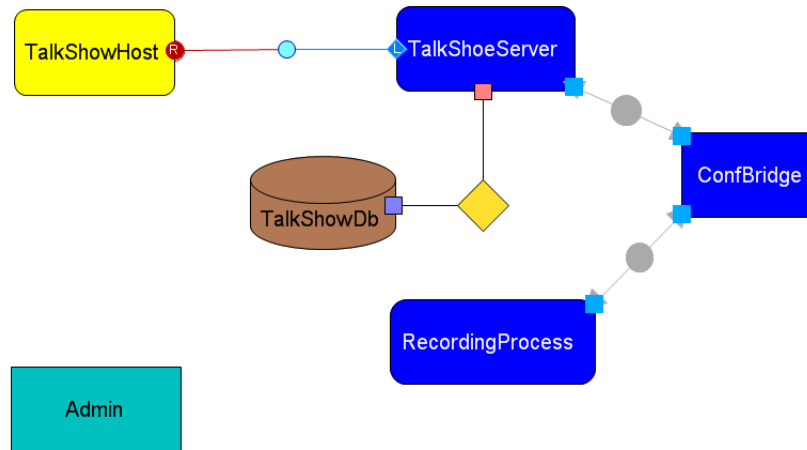 TalkShowHost
R
L
TalkShoeServer
ConfBridge
TalkShowDb
RecordingProcess
Admin